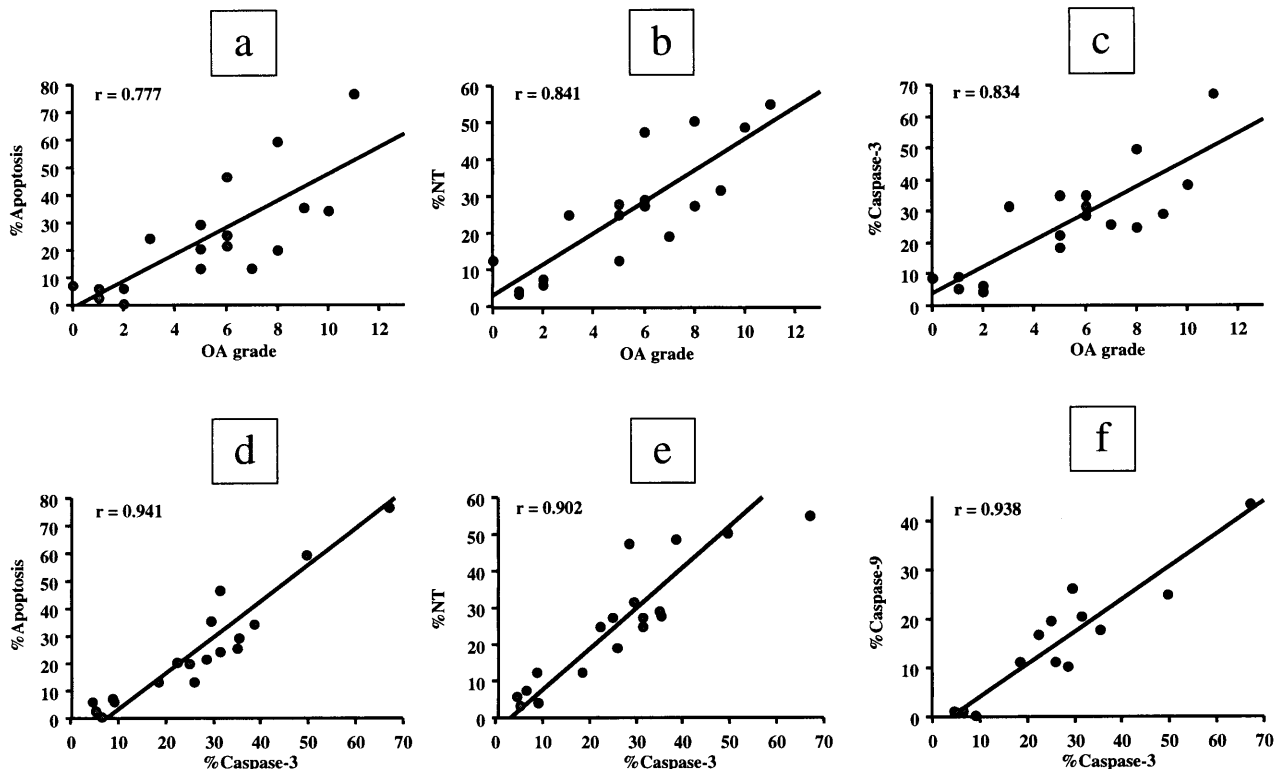 a
r = 0.777
%Apoptosis
80
70
60
50
40
30
20
10
0
0 2 4 6 8 10 12
OA grade
b
r = 0.841
%NT
60
50
40
30
20
10
0
0 2 4 6 8 10 12
OA grade
c
r = 0.834
%Caspase-3
70
60
50
40
30
20
10
0
0 2 4 6 8 10 12
OA grade
d
r = 0.941
%Apoptosis
80
70
60
50
40
30
20
10
0
0 10 20 30 40 50 60 70
%Caspase-3
e
r = 0.902
%NT
60
50
40
30
20
10
0
0 10 20 30 40 50 60 70
%Caspase-3
f
r = 0.938
%Caspase-9
40
30
20
10
0
0 10 20 30 40 50 60 70
%Caspase-3